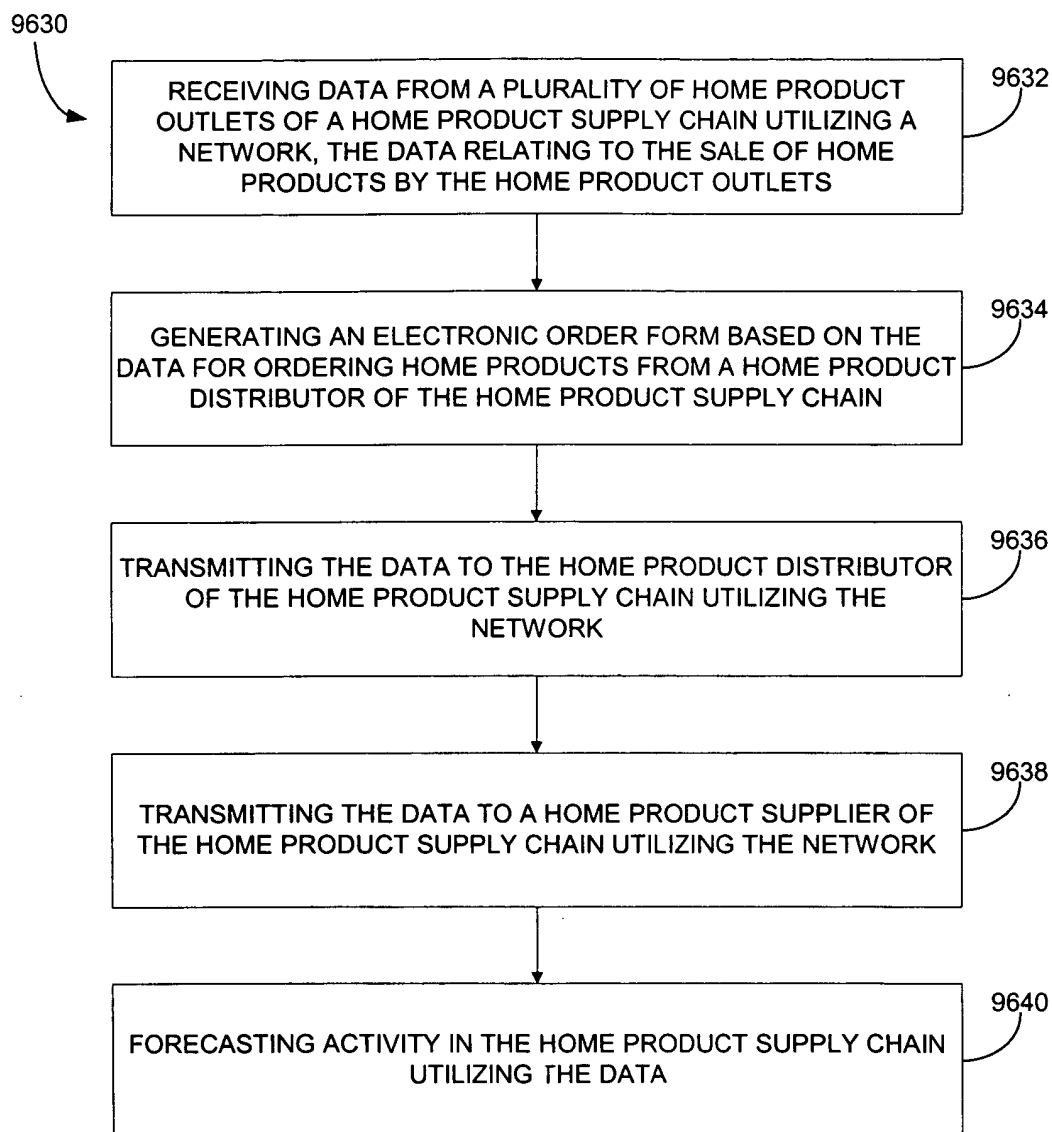 9630
RECEIVING DATA FROM A PLURALITY OF HOME PRODUCT
OUTLETS OF A HOME PRODUCT SUPPLY CHAIN UTILIZING A
NETWORK, THE DATA RELATING TO THE SALE OF HOME
PRODUCTS BY THE HOME PRODUCT OUTLETS
9632
GENERATING AN ELECTRONIC ORDER FORM BASED ON THE
DATA FOR ORDERING HOME PRODUCTS FROM A HOME PRODUCT
DISTRIBUTOR OF THE HOME PRODUCT SUPPLY CHAIN
9634
TRANSMITTING THE DATA TO THE HOME PRODUCT DISTRIBUTOR
OF THE HOME PRODUCT SUPPLY CHAIN UTILIZING THE
NETWORK
9636
TRANSMITTING THE DATA TO A HOME PRODUCT SUPPLIER OF
THE HOME PRODUCT SUPPLY CHAIN UTILIZING THE NETWORK
9638
FORECASTING ACTIVITY IN THE HOME PRODUCT SUPPLY CHAIN
UTILIZING THE DATA
9640